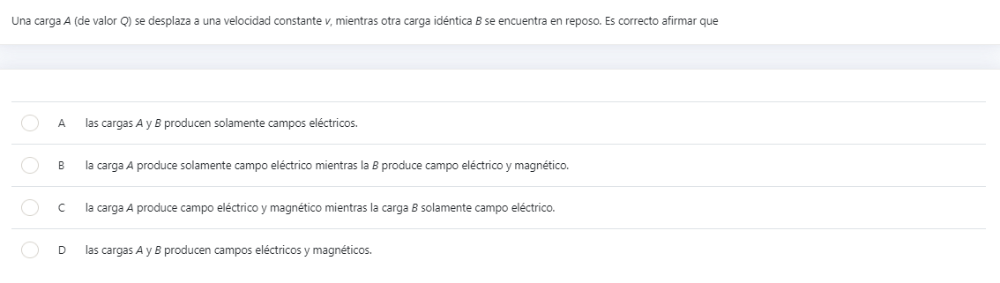 Una carga A (de valor Q) se desplaza a una velocidad constante v, mientras otra carga idéntica B se encuentra en reposo. Es correcto afirmar que
A las cargas A y B producen solamente campos eléctricos.
B la carga A produce solamente campo eléctrico mientras la B produce campo eléctrico y magnético.
C la carga A produce campo eléctrico y magnético mientras la carga B solamente campo eléctrico.
D las cargas A y B producen campos eléctricos y magnéticos.